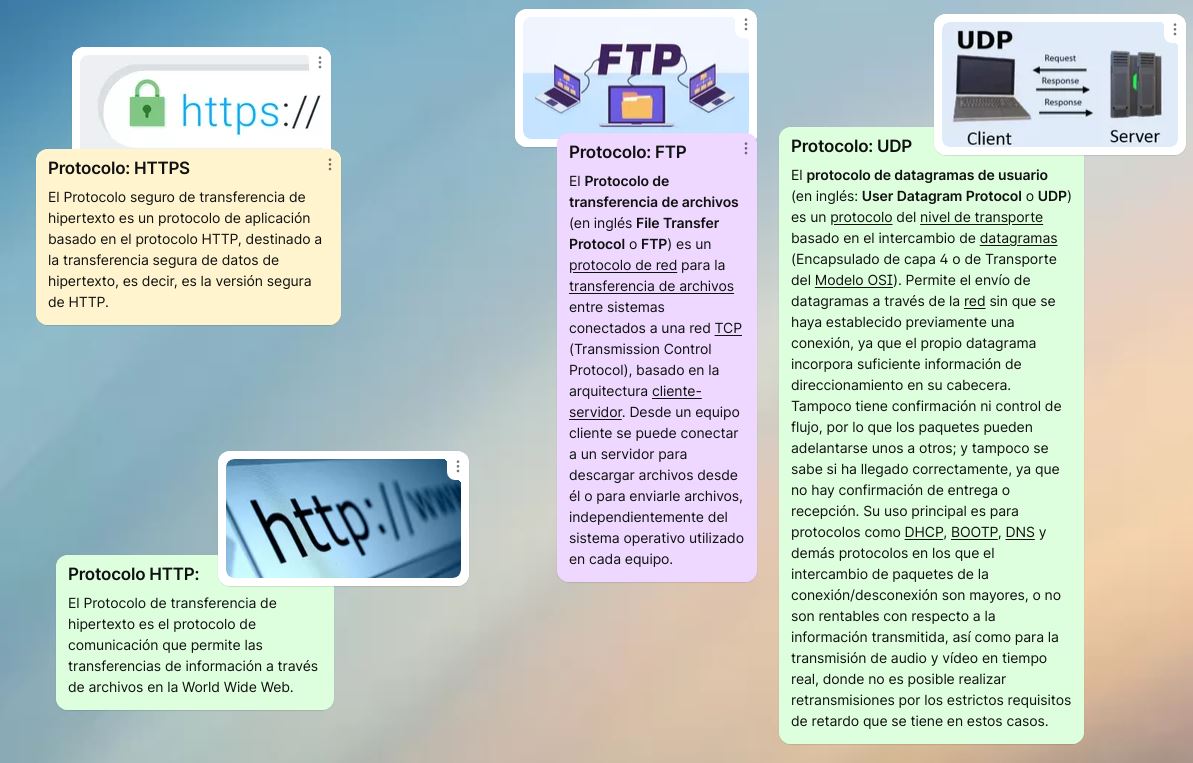 https://
Protocolo: HTTPS
El Protocolo seguro de transferencia de
hipertexto es un protocolo de aplicación
basado en el protocolo HTTP, destinado a
la transferencia segura de datos de
hipertexto, es decir, es la versión segura
de HTTP.
http://www
Protocolo HTTP:
El Protocolo de transferencia de
hipertexto es el protocolo de
comunicación que permite las
transferencias de información a través
de archivos en la World Wide Web.
FTP
Protocolo: FTP
El Protocolo de
transferencia de archivos
(en inglés File Transfer
Protocol o FTP) es un
protocolo de red para la
transferencia de archivos
entre sistemas
conectados a una red TCP
(Transmission Control
Protocol), basado en la
arquitectura cliente-
servidor. Desde un equipo
cliente se puede conectar
a un servidor para
descargar archivos desde
él o para enviarle archivos,
independientemente del
sistema operativo utilizado
en cada equipo.
UDP
Request
Response
Response
Client
Server
Protocolo: UDP
El protocolo de datagramas de usuario
(en inglés: User Datagram Protocol o UDP)
es un protocolo del nivel de transporte
basado en el intercambio de datagramas
(Encapsulado de capa 4 o de Transporte
del Modelo OSI). Permite el envío de
datagramas a través de la red sin que se
haya establecido previamente una
conexión, ya que el propio datagrama
incorpora suficiente información de
direccionamiento en su cabecera.
Tampoco tiene confirmación ni control de
flujo, por lo que los paquetes pueden
adelantarse unos a otros; y tampoco se
sabe si ha llegado correctamente, ya que
no hay confirmación de entrega o
recepción. Su uso principal es para
protocolos como DHCP, BOOTP, DNS y
demás protocolos en los que el
intercambio de paquetes de la
conexión/desconexión son mayores, o no
son rentables con respecto a la
información transmitida, así como para la
transmisión de audio y vídeo en tiempo
real, donde no es posible realizar
retransmisiones por los estrictos requisitos
de retardo que se tiene en estos casos.